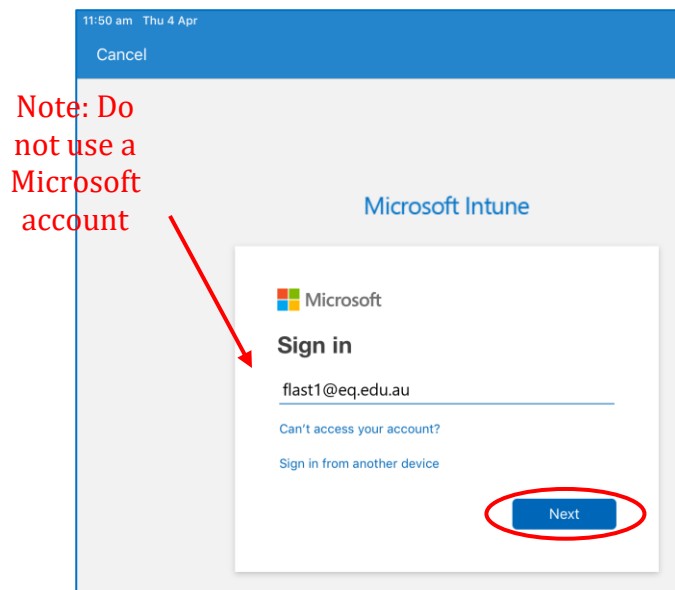 11:50 am Thu 4 Apr
Cancel
Note: Do
not use a
Microsoft
account
Microsoft Intune
Microsoft
Sign in
flast1@eq.edu.au
Can't access your account?
Sign in from another device
Next